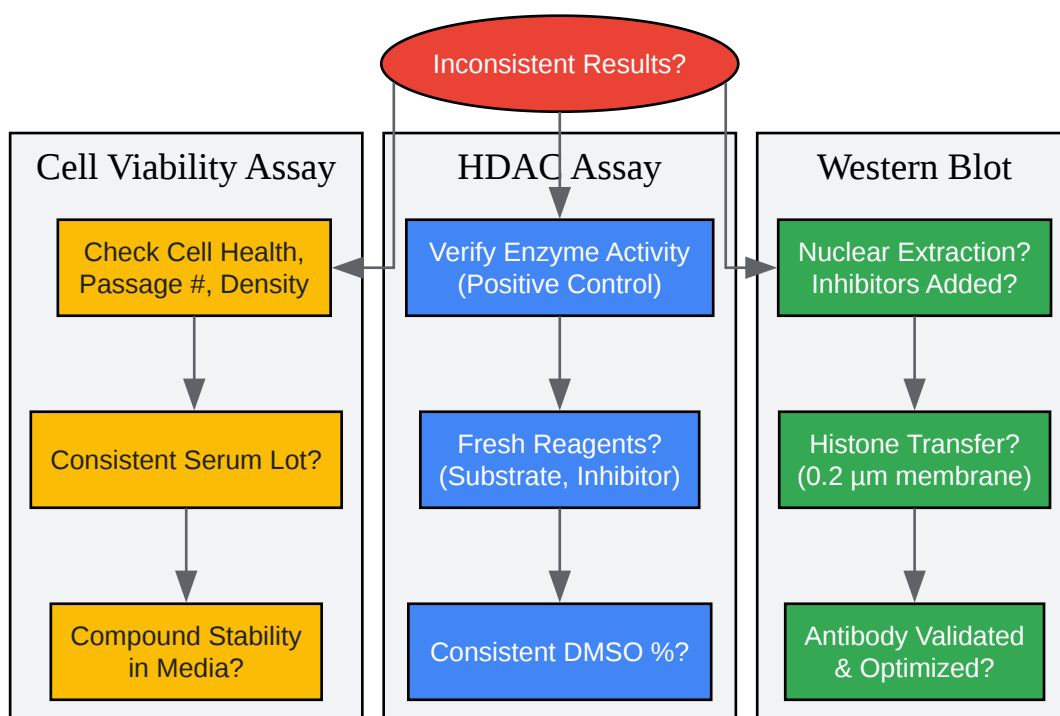 Inconsistent Results?
Cell Viability Assay
Check Cell Health,
Passage #, Density
Consistent Serum Lot?
Compound Stability
in Media?
HDAC Assay
Verify Enzyme Activity
(Positive Control)
Fresh Reagents?
(Substrate, Inhibitor)
Consistent DMSO %?
Western Blot
Nuclear Extraction?
Inhibitors Added?
Histone Transfer?
(0.2 µm membrane)
Antibody Validated
& Optimized?